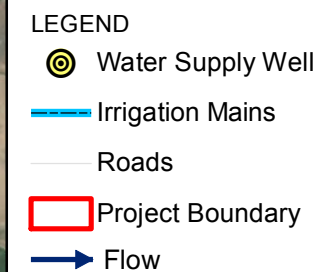 LEGEND
Water Supply Well
Irrigation Mains
Roads
Project Boundary
Flow